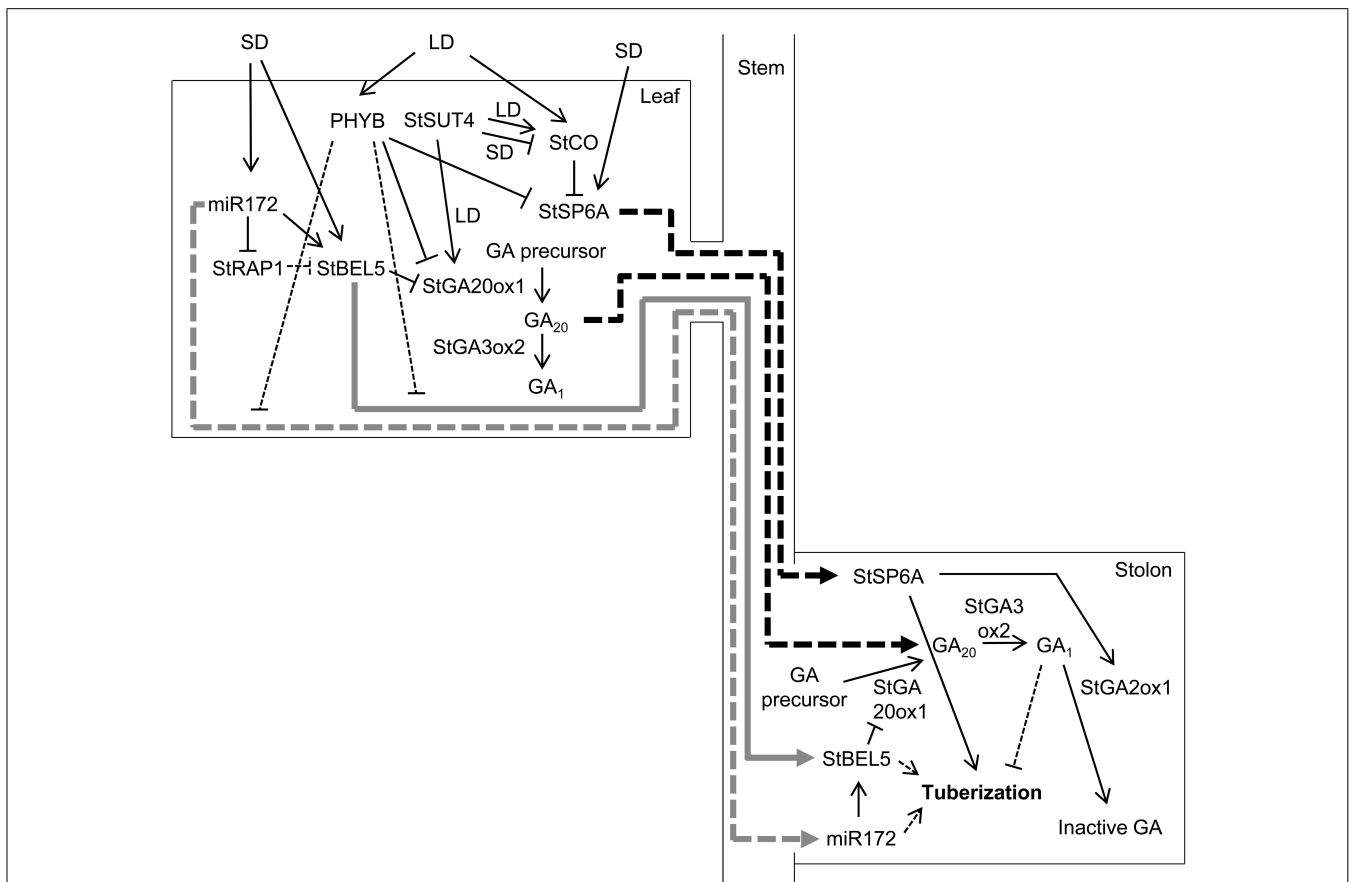 SD
LD
SD
Stem
Leaf
PHYB
StSUT4
LD
SD
StCO
miR172
StSP6A
LD
GA precursor
StRAP1
StBEL5
StGA20ox1
GA20
StGA3ox2
GA1
Stolon
StSP6A
StGA3
ox2
GA20
GA1
GA
precursor
StGA
20ox1
StGA2ox1
StBEL5
Tuberization
miR172
Inactive GA